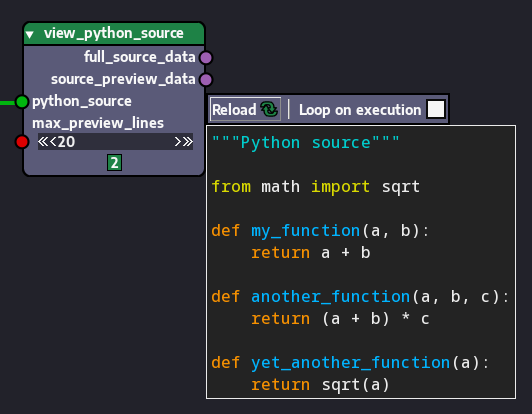 view_python_source
full_source_data
source_preview_data
python_source
max_preview_lines
20
2
Reload | Loop on execution
"""Python source"""
from math import sqrt
def my_function(a, b):
    return a + b
def another_function(a, b, c):
    return (a + b) * c
def yet_another_function(a):
    return sqrt(a)